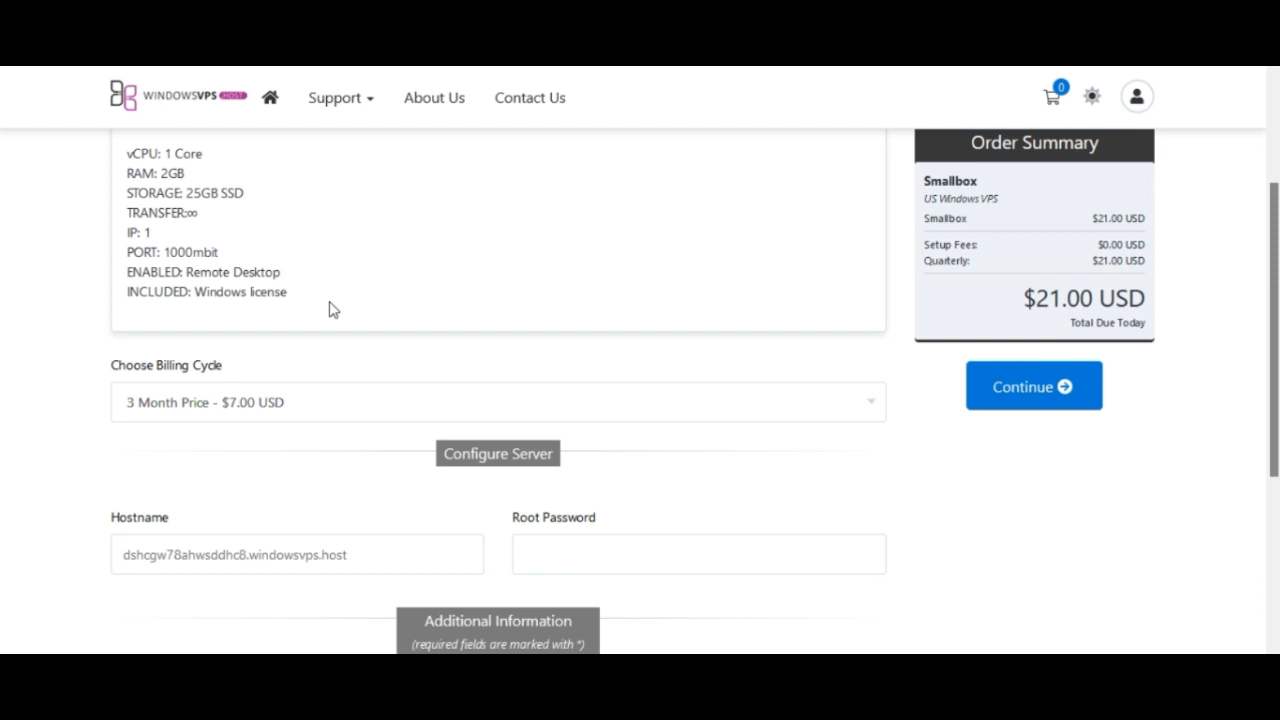 WINDOWSVPS HOST
Support
About Us
Contact Us
0
vCPU: 1 Core
RAM: 2GB
STORAGE: 25GB SSD
TRANSFER:∞
IP: 1
PORT: 1000mbit
ENABLED: Remote Desktop
INCLUDED: Windows license
Order Summary
Smallbox
US Windows VPS
Smallbox $21.00 USD
Setup Fees: $0.00 USD
Quarterly: $21.00 USD
$21.00 USD
Total Due Today
Continue
Choose Billing Cycle
3 Month Price - $7.00 USD
Configure Server
Hostname
Root Password
dshcgw78ahwsddhc8.windowsvps.host
Additional Information
(required fields are marked with *)